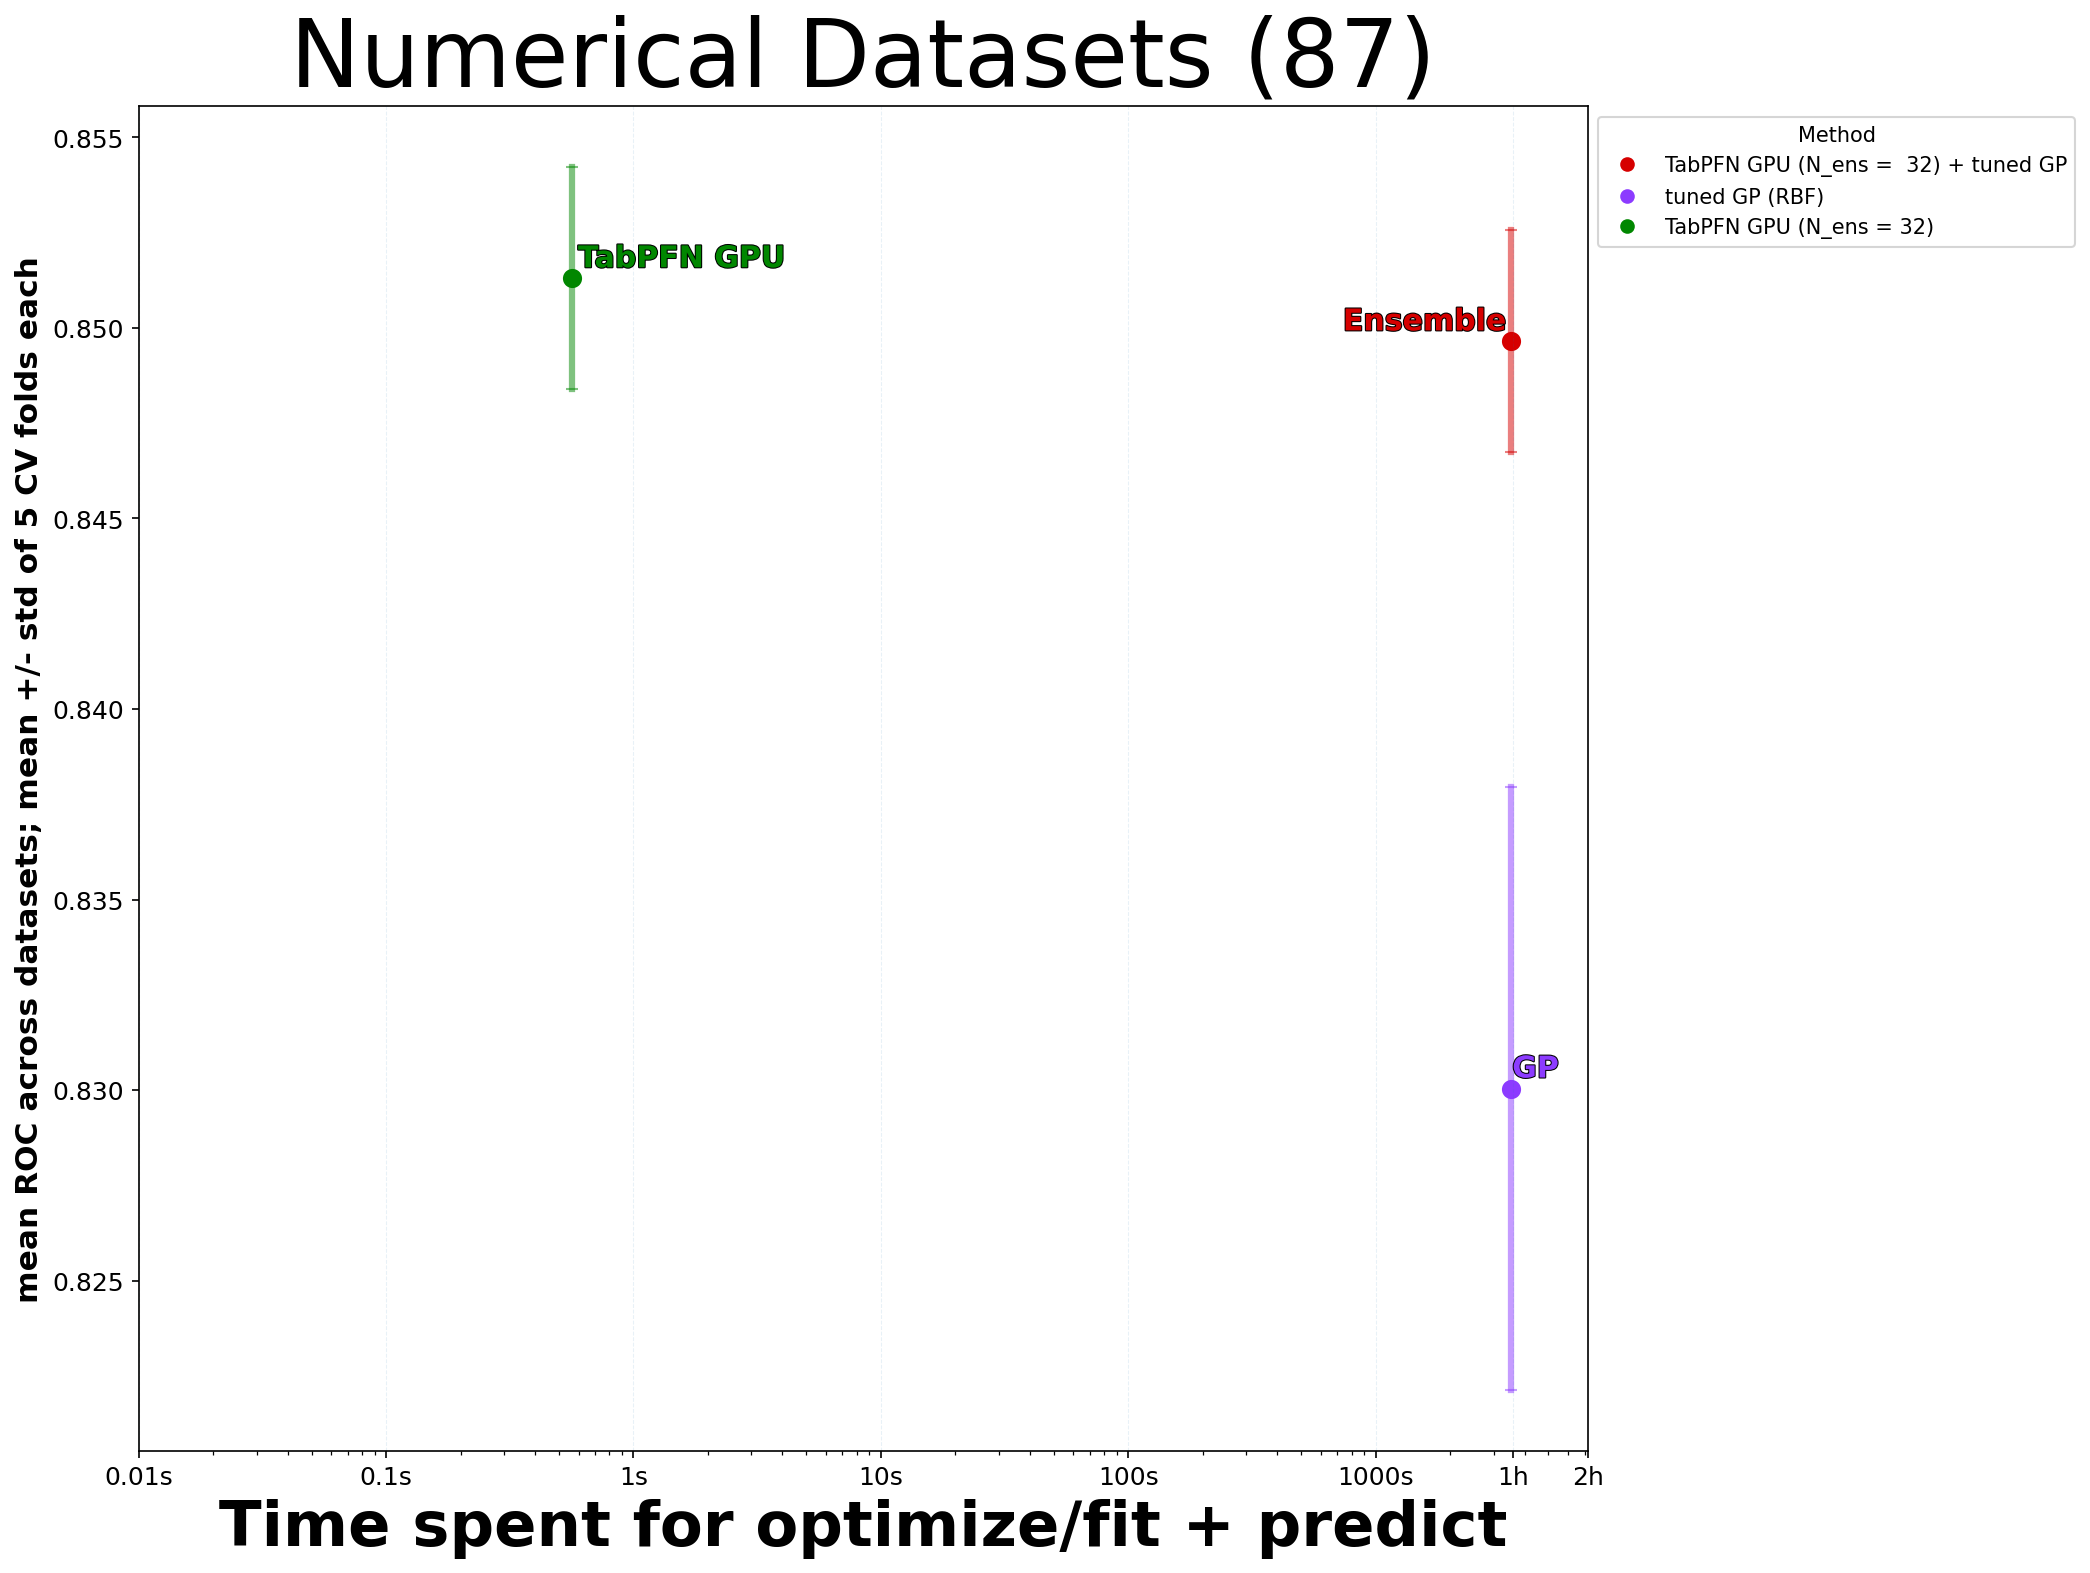 Numerical Datasets (87)
mean ROC across datasets; mean +/- std of 5 CV folds each
0.855
0.850
0.845
0.840
0.835
0.830
0.825
TabPFN GPU
Ensemble
GP
0.01s 0.1s 1s 10s 100s 1000s 1h 2h
Time spent for optimize/fit + predict
Method
TabPFN GPU (N_ens =  32) + tuned GP
tuned GP (RBF)
TabPFN GPU (N_ens = 32)